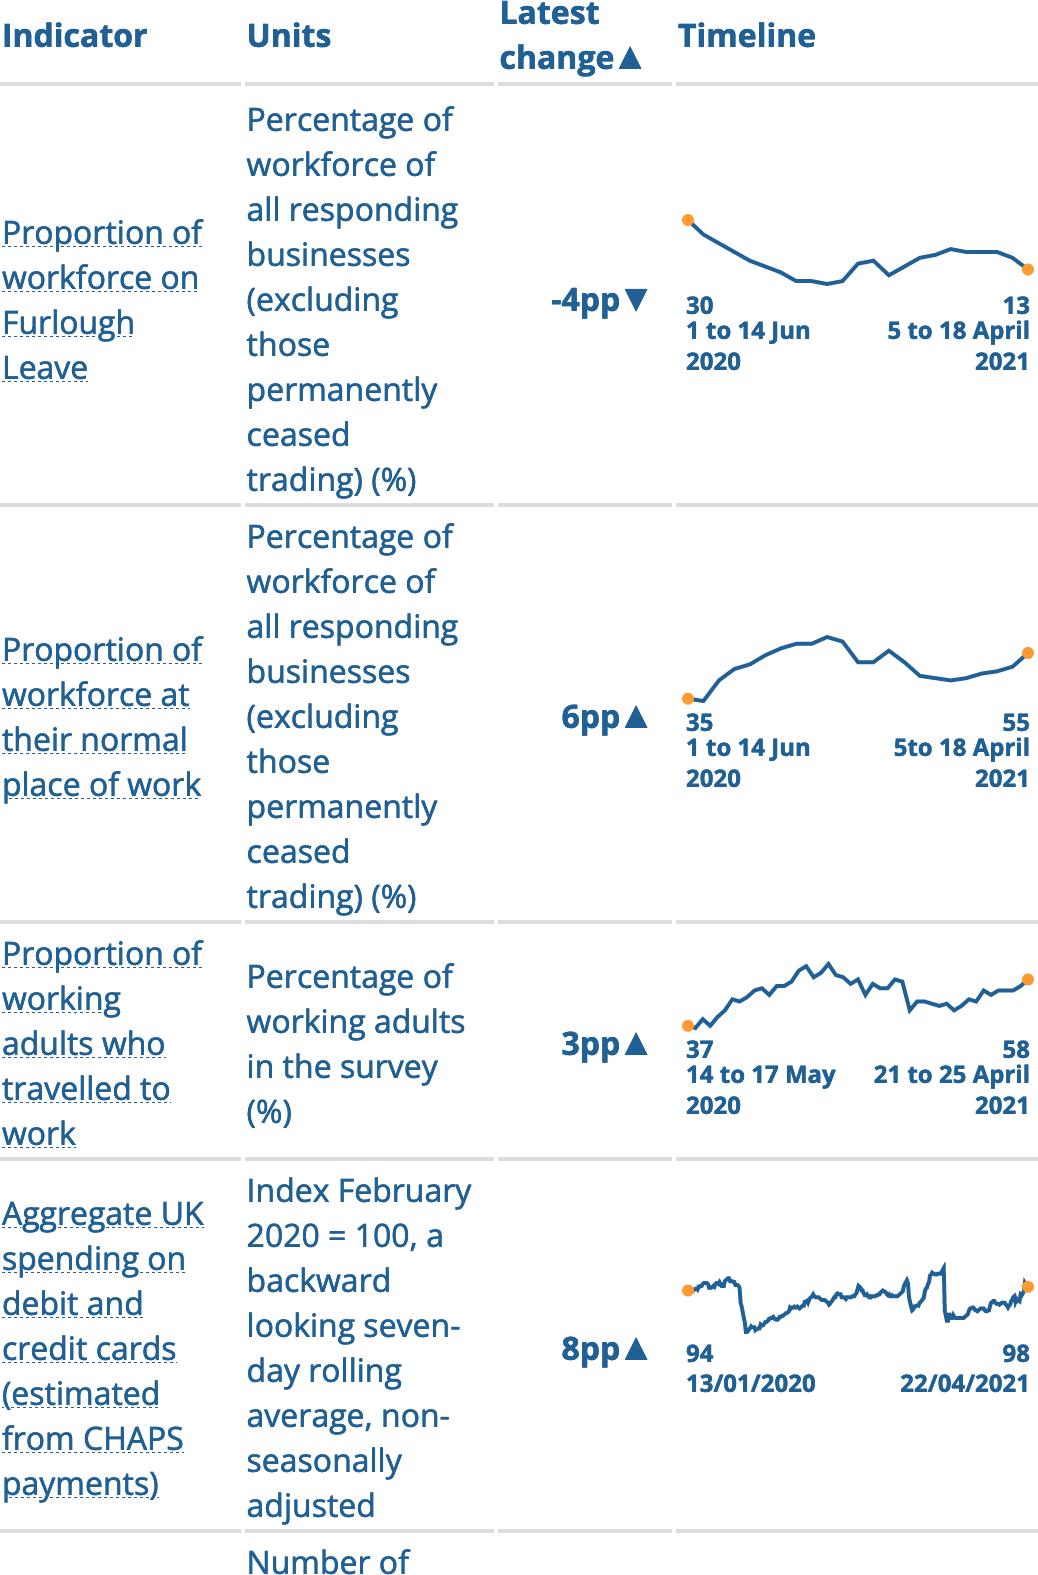 Indicator
Units
Latest
change▲
Timeline
Proportion of
workforce on
Furlough
Leave
Percentage of
workforce of
all responding
businesses
(excluding
those
permanently
ceased
trading) (%)
-4pp▼
30
1 to 14 Jun
2020
13
5 to 18 April
2021
Proportion of
workforce at
their normal
place of work
Percentage of
workforce of
all responding
businesses
(excluding
those
permanently
ceased
trading) (%)
6pp▲
35
1 to 14 Jun
2020
55
5to 18 April
2021
Proportion of
working
adults who
travelled to
work
Percentage of
working adults
in the survey
(%)
3pp▲
37
14 to 17 May
2020
58
21 to 25 April
2021
Aggregate UK
spending on
debit and
credit cards
(estimated
from CHAPS
payments)
Index February
2020 = 100, a
backward
looking seven-
day rolling
average, non-
seasonally
adjusted
8pp▲
94
13/01/2020
98
22/04/2021
Number of